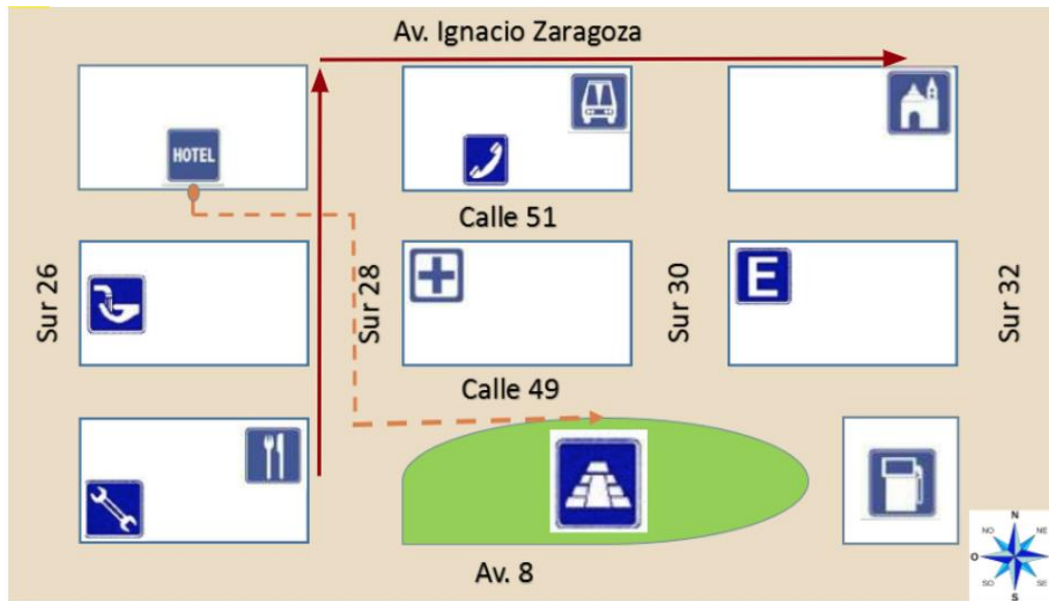 Av. Ignacio Zaragoza
HOTEL
Calle 51
Sur 26
Sur 28
Sur 30
E
Sur 32
Calle 49
Av. 8
N
NO
NE
O
E
SO
SE
S